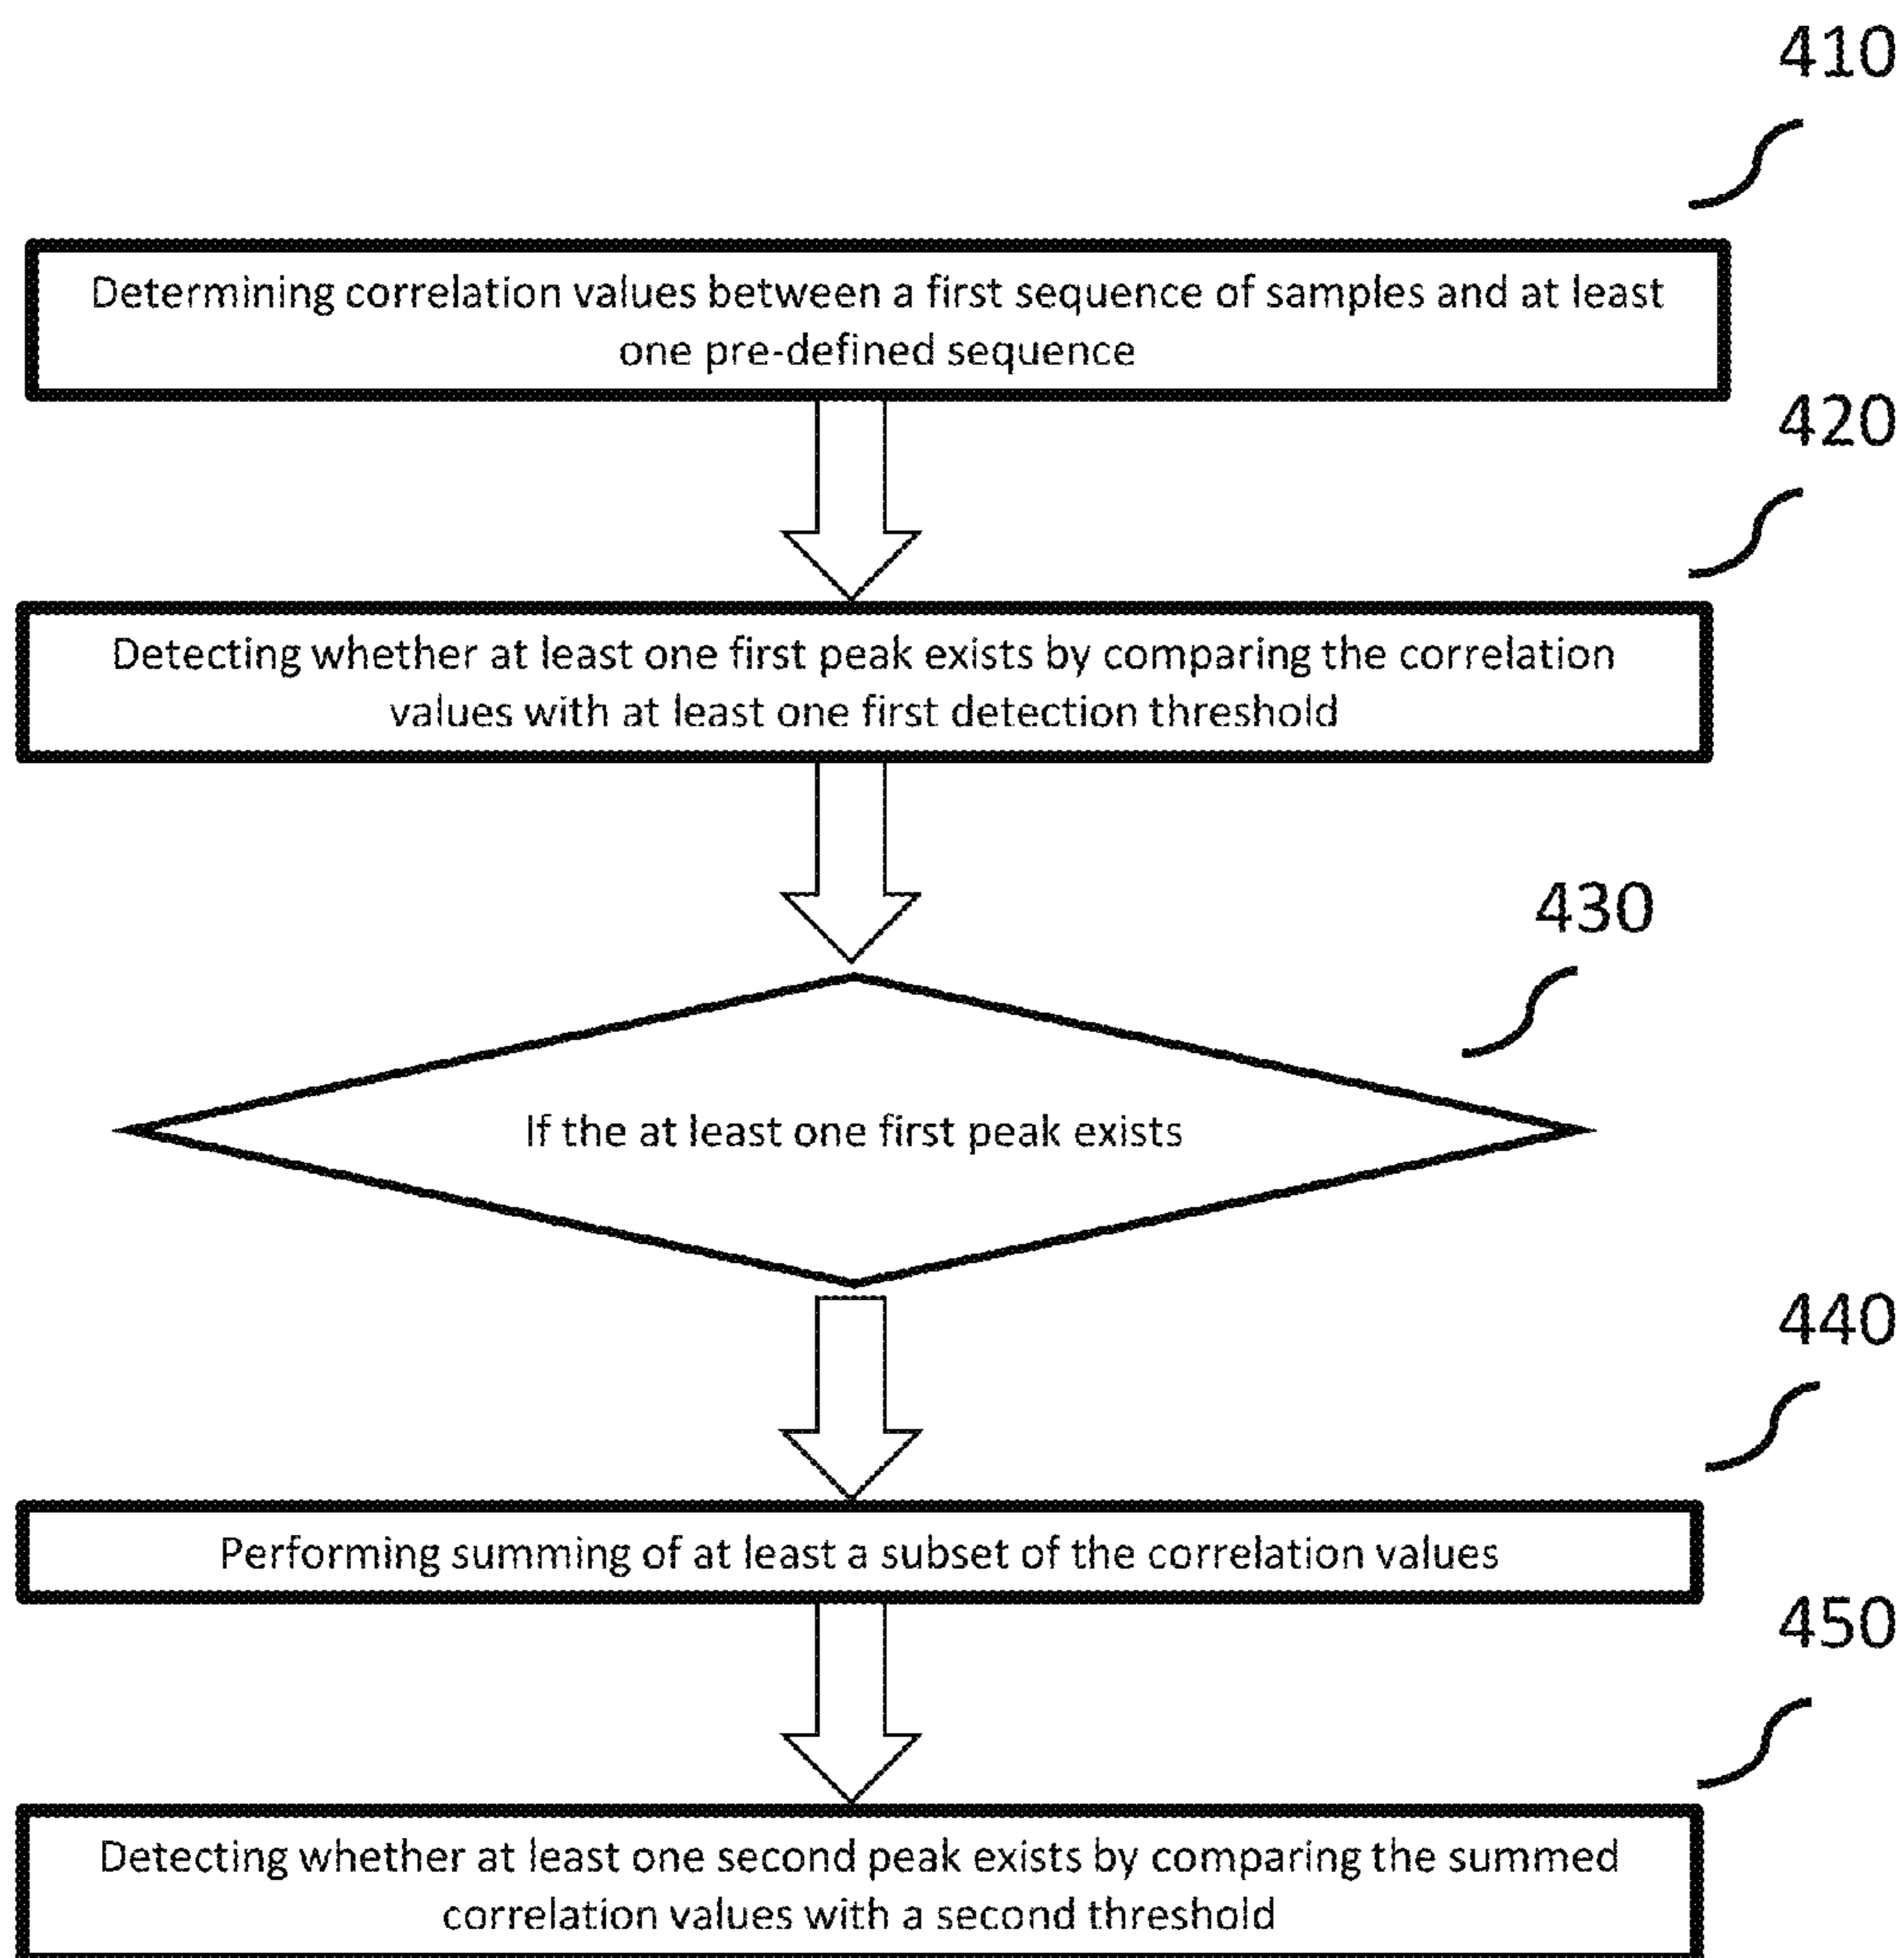 410
Determining correlation values between a first sequence of samples and at least
one pre-defined sequence
420
Detecting whether at least one first peak exists by comparing the correlation
values with at least one first detection threshold
430
If the at least one first peak exists
440
Performing summing of at least a subset of the correlation values
450
Detecting whether at least one second peak exists by comparing the summed
correlation values with a second threshold